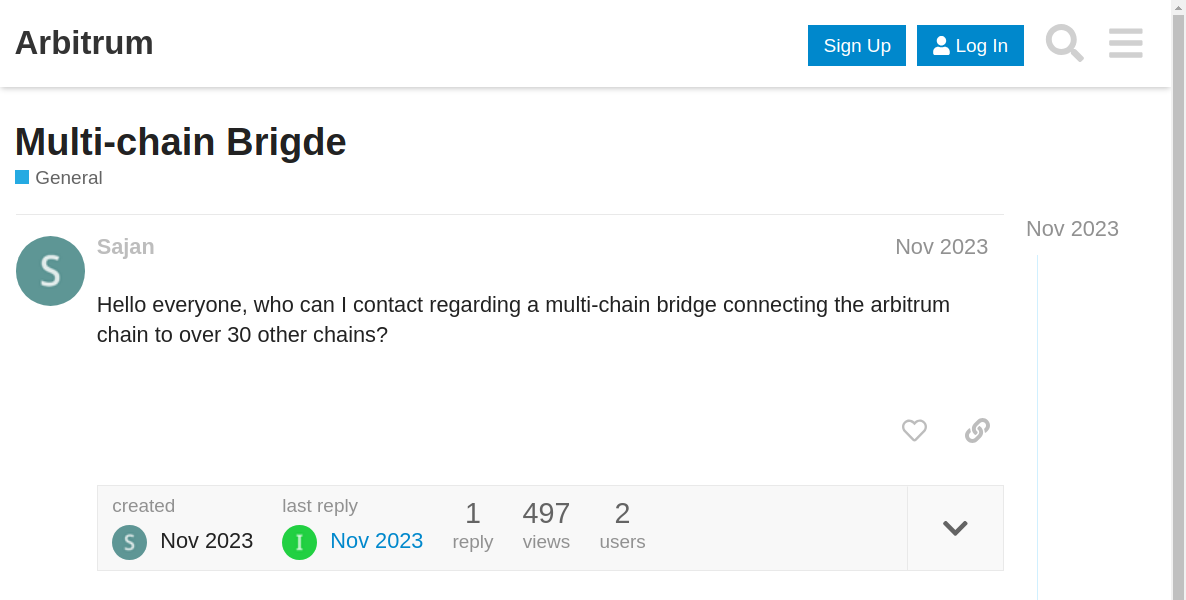 Arbitrum
Sign Up
Log In
Multi-chain Brigde
General
Nov 2023
S
Sajan
Nov 2023
Hello everyone, who can I contact regarding a multi-chain bridge connecting the arbitrum
chain to over 30 other chains?
created
last reply
1
497
2
S
Nov 2023
I
Nov 2023
reply
views
users